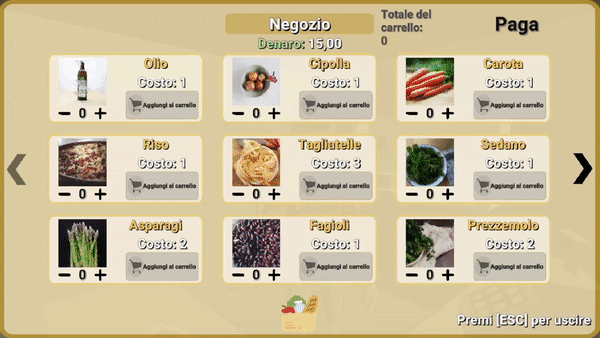 Negozio
Totale del
carrello:
0
Paga
Denaro: 15,00
Olio
Costo: 1
Aggiungi al carrello
0
Cipolla
Costo: 1
Aggiungi al carrello
0
Carota
Costo: 1
Aggiungi al carrello
0
Riso
Costo: 1
Aggiungi al carrello
0
Tagliatelle
Costo: 3
Aggiungi al carrello
0
Sedano
Costo: 1
Aggiungi al carrello
0
Asparagi
Costo: 2
Aggiungi al carrello
0
Fagioli
Costo: 1
Aggiungi al carrello
0
Prezzemolo
Costo: 2
Aggiungi al carrello
0
Premi [ESC] per uscire